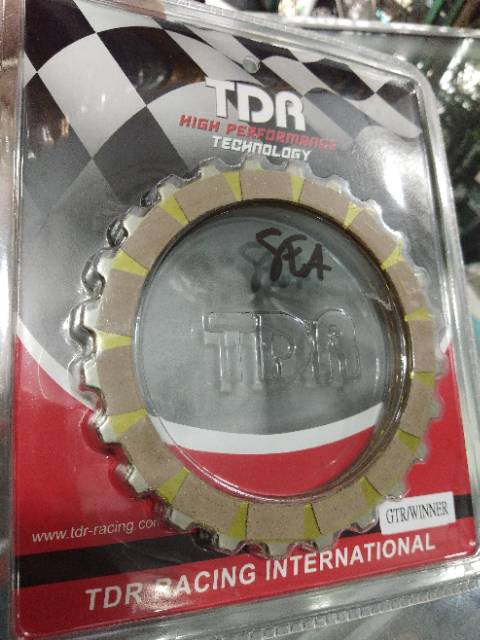 TDR
HIGH PERFORMANCE
TECHNOLOGY
SEA
TDR
GTR/WINNER
www.tdr-racing.com
TDR RACING INTERNATIONAL